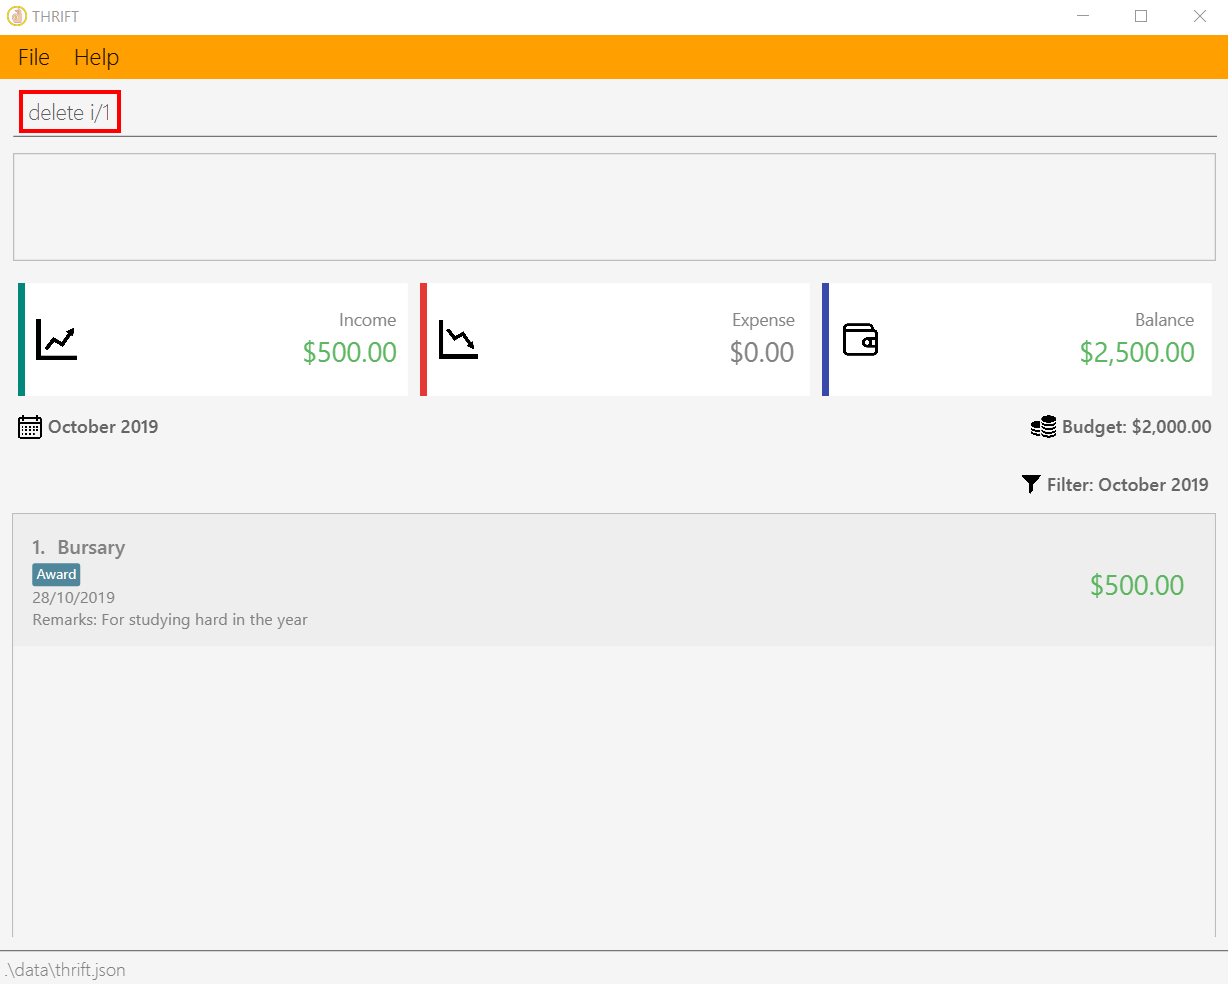 THRIFT
File Help
delete i/1
Income
$500.00
Expense
$0.00
Balance
$2,500.00
October 2019
Budget: $2,000.00
Filter: October 2019
1. Bursary
Award
28/10/2019
Remarks: For studying hard in the year
$500.00
.\data\thrift.json